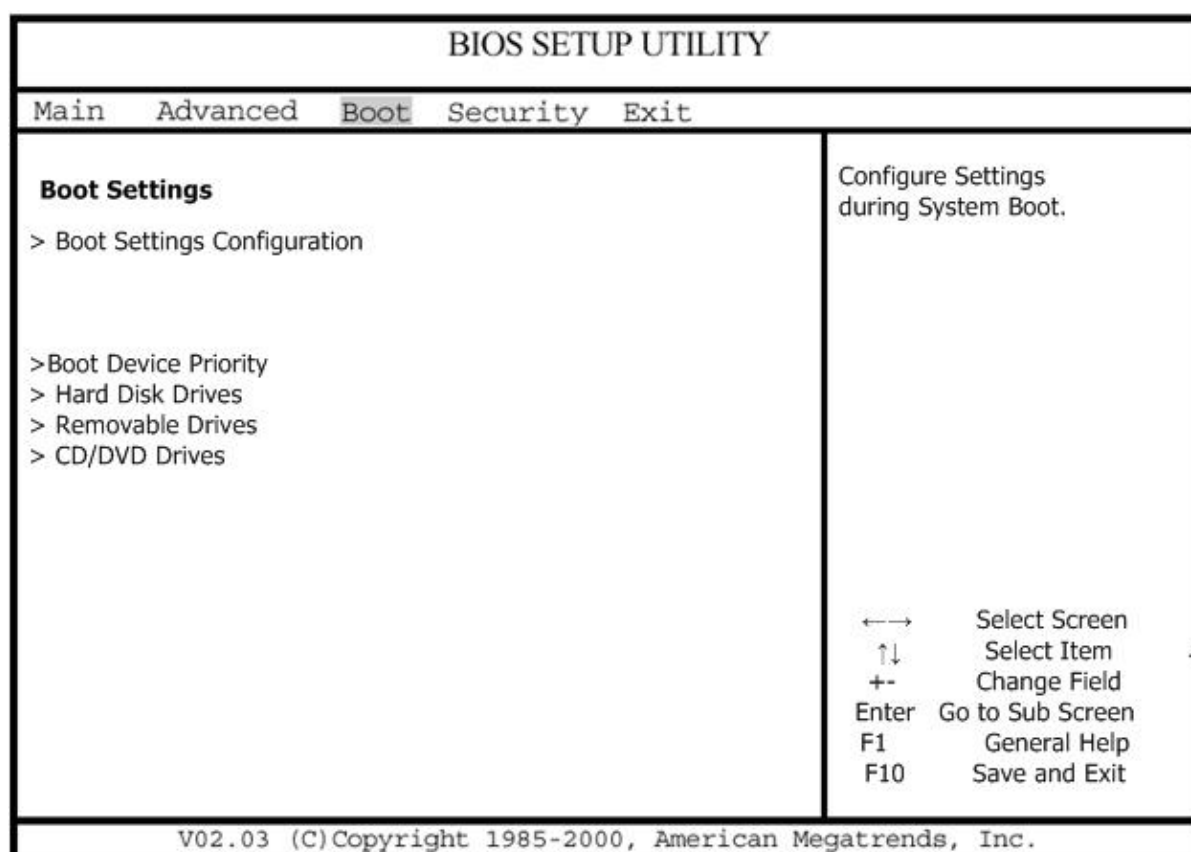 BIOS SETUP UTILITY
Main Advanced Boot Security Exit
Boot Settings
> Boot Settings Configuration
>Boot Device Priority
> Hard Disk Drives
> Removable Drives
> CD/DVD Drives
Configure Settings
during System Boot.
←→ Select Screen
↑↓ Select Item
+- Change Field
Enter Go to Sub Screen
F1 General Help
F10 Save and Exit
V02.03 (C)Copyright 1985-2000, American Megatrends, Inc.